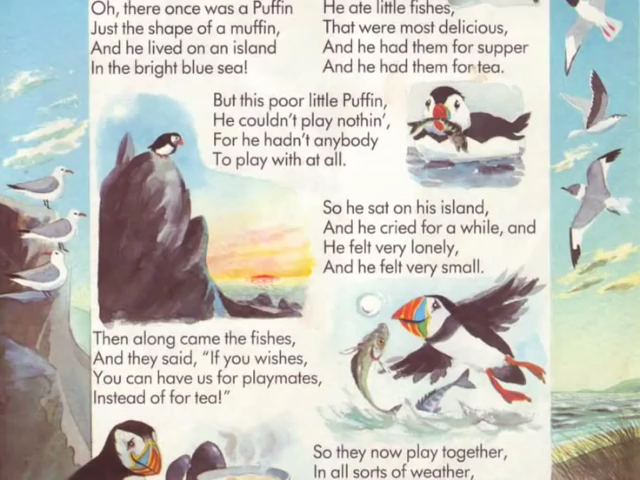 Oh, there once was a Puffin
Just the shape of a muffin,
And he lived on an island
In the bright blue sea!
He ate little fishes,
That were most delicious,
And he had them for supper
And he had them for tea.
But this poor little Puffin,
He couldn't play nothin',
For he hadn't anybody
To play with at all.
So he sat on his island,
And he cried for a while, and
He felt very lonely,
And he felt very small.
Then along came the fishes,
And they said, "If you wishes,
You can have us for playmates,
Instead of for tea!"
So they now play together,
In all sorts of weather,